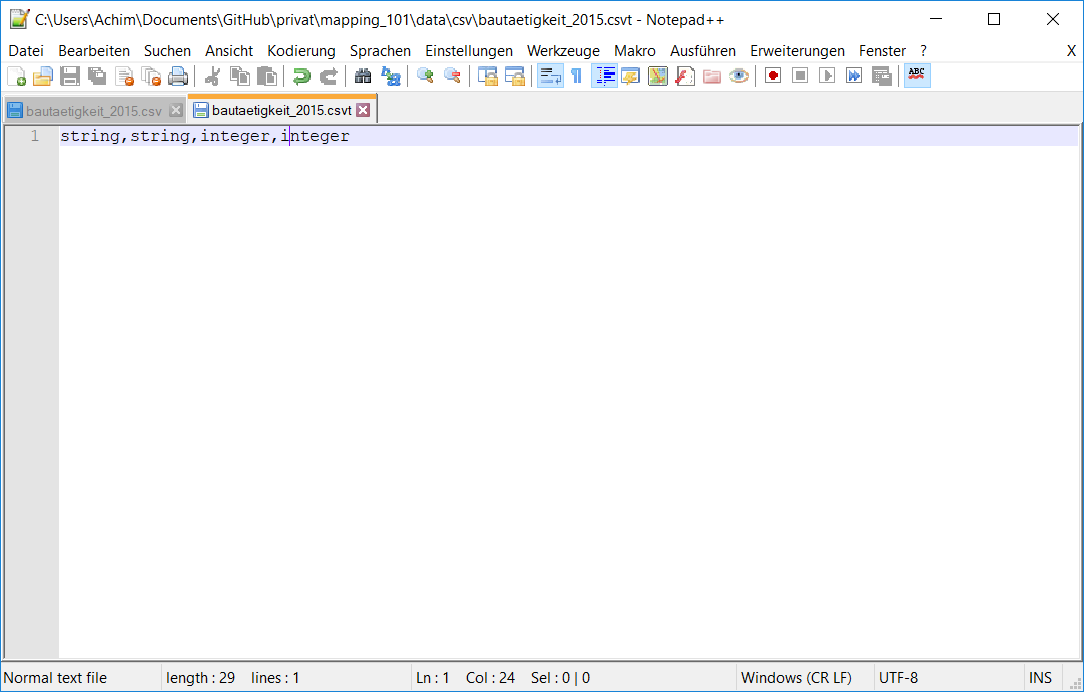 C:\Users\Achim\Documents\GitHub\privat\mapping_101\data\csv\bautaetigkeit_2015.csvt - Notepad++
Datei Bearbeiten Suchen Ansicht Kodierung Sprachen Einstellungen Werkzeuge Makro Ausführen Erweiterungen Fenster ? X
ABC
bautaetigkeit_2015.csv bautaetigkeit_2015.csvt
1 string,string,integer,integer
Normal text file length : 29 lines : 1 Ln : 1 Col : 24 Sel : 0 | 0 Windows (CR LF) UTF-8 INS